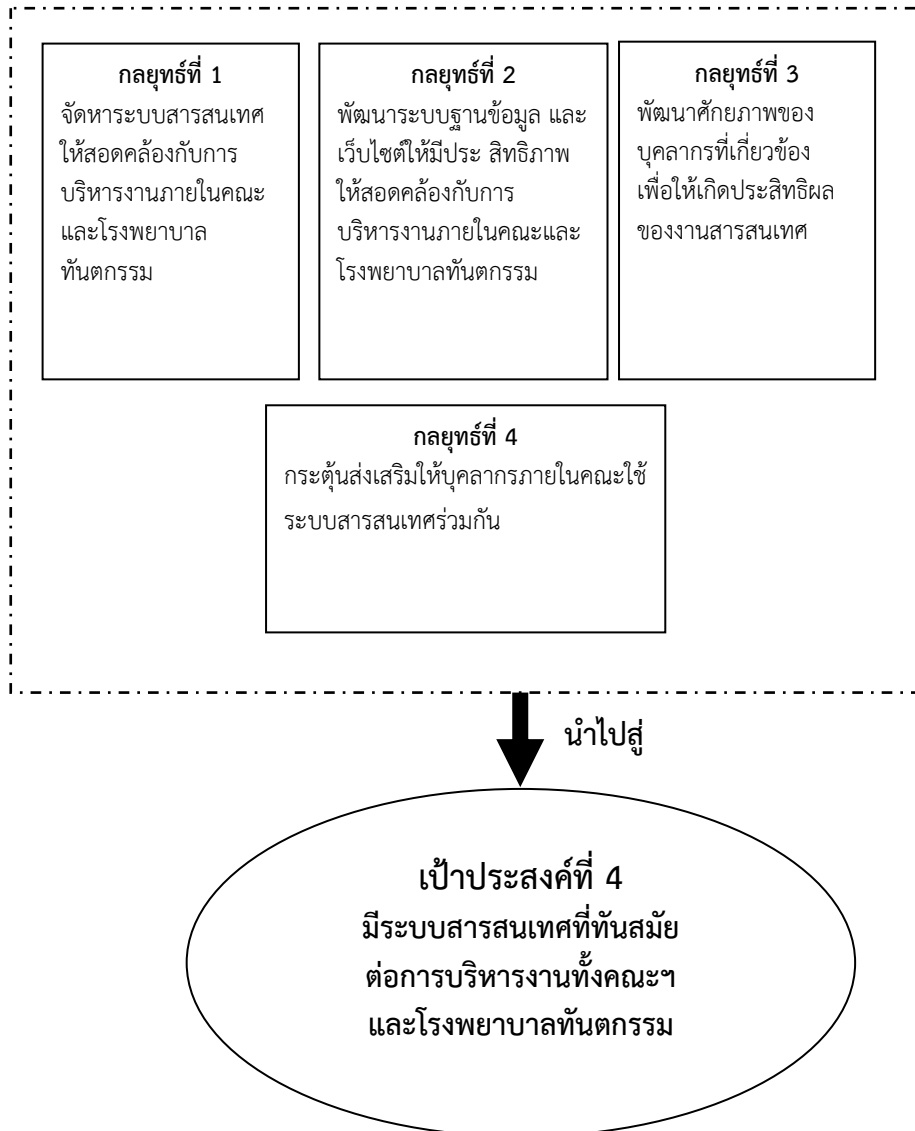 กลยุทธ์ที่ 1
จัดหาระบบสารสนเทศ
ให้สอดคล้องกับการ
บริหารงานภายในคณะ
และโรงพยาบาล
ทันตกรรม
กลยุทธ์ที่ 2
พัฒนาระบบฐานข้อมูล และ
เว็บไซต์ให้มีประ สิทธิภาพ
ให้สอดคล้องกับการ
บริหารงานภายในคณะและ
โรงพยาบาลทันตกรรม
กลยุทธ์ที่ 3
พัฒนาศักยภาพของ
บุคลากรที่เกี่ยวข้อง
เพื่อให้เกิดประสิทธิผล
ของงานสารสนเทศ
กลยุทธ์ที่ 4
กระตุ้นส่งเสริมให้บุคลากรภายในคณะใช้
ระบบสารสนเทศร่วมกัน
นำไปสู่
เป้าประสงค์ที่ 4
มีระบบสารสนเทศที่ทันสมัย
ต่อการบริหารงานทั้งคณะฯ
และโรงพยาบาลทันตกรรม